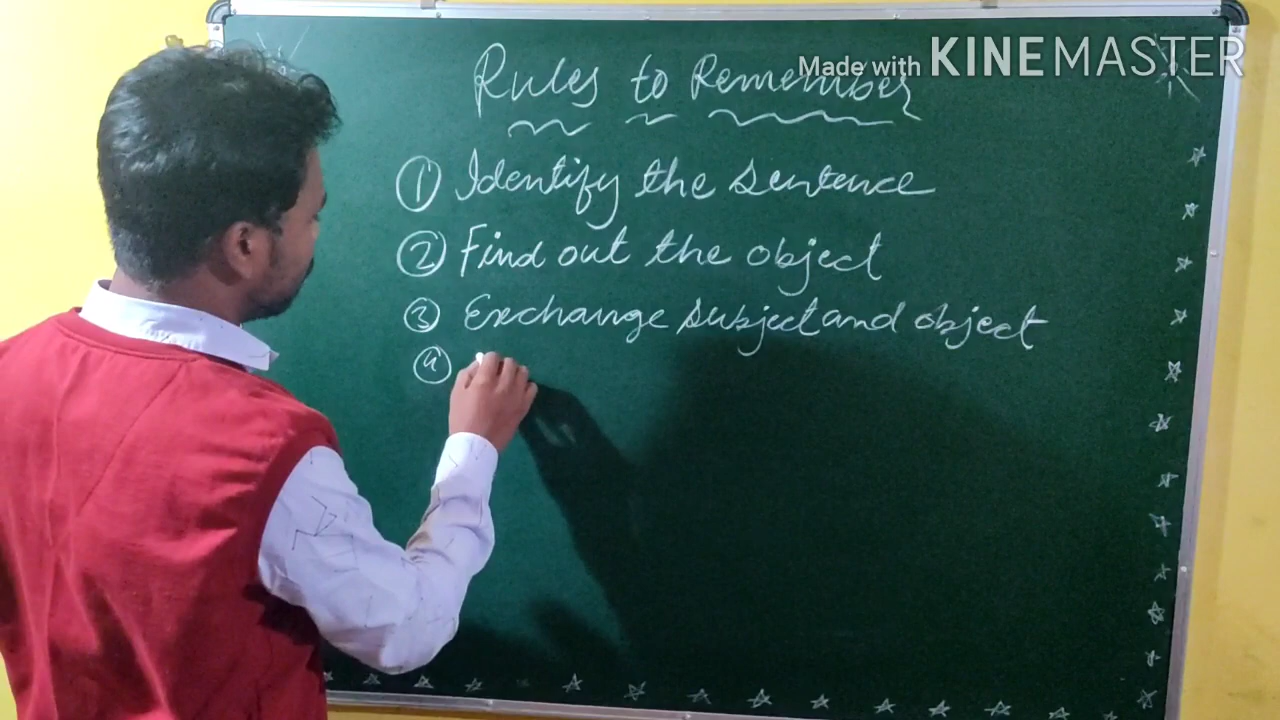 Made with KINEMASTER
Rules to Remember
① Identify the sentence
② Find out the object
③ Exchange subject and object
④